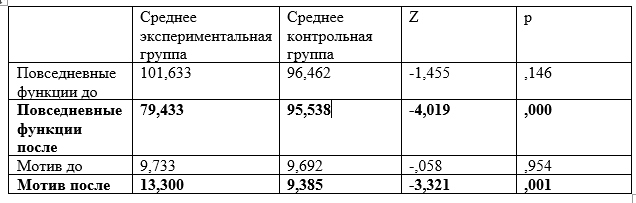 Среднее экспериментальная группа Среднее контрольная группа Z p
Повседневные функции до 101,633 96,462 -1,455 ,146
Повседневные функции после 79,433 95,538 -4,019 ,000
Мотив до 9,733 9,692 -,058 ,954
Мотив после 13,300 9,385 -3,321 ,001